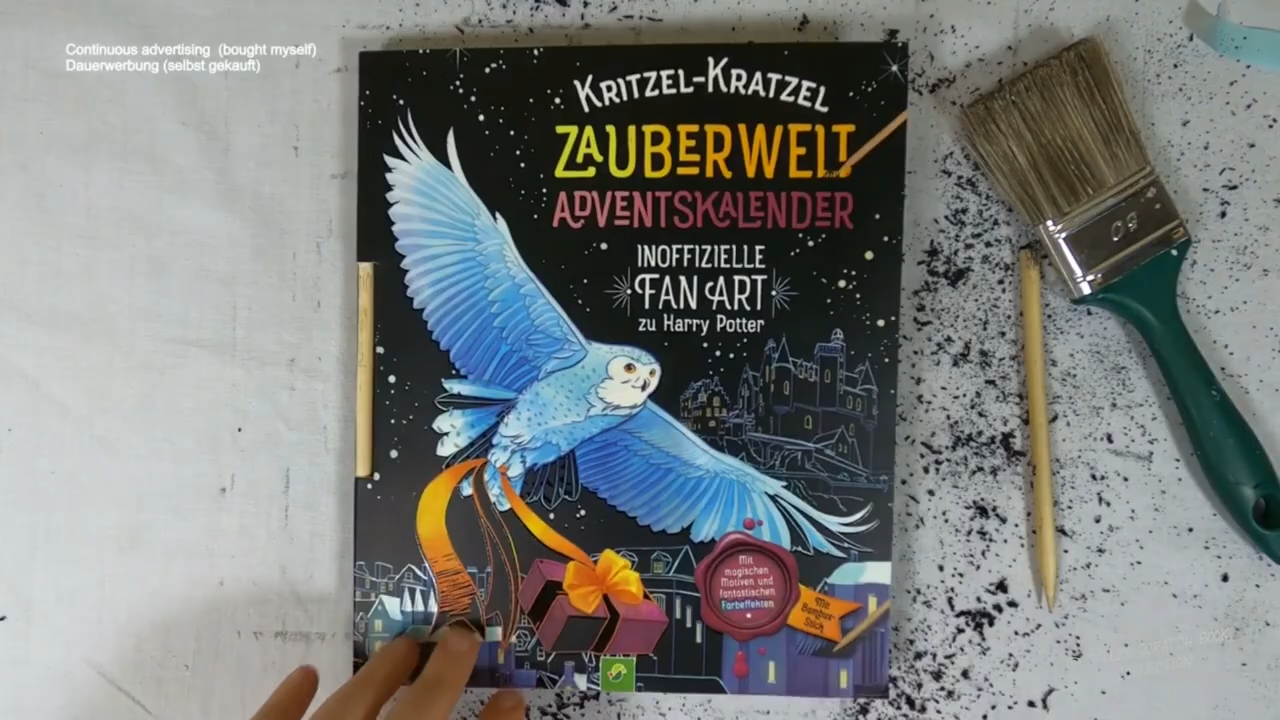 Continuous advertising (bought myself)
Dauerwerbung (selbst gekauft)
KRITZEL-KRATZEL
ZAUBERWELT
ADVENTSKALENDER
INOFFIZIELLE
FAN ART
zu Harry Potter
Mit
magischen
Motiven und
fantastischen
Farbeffekten
Mit
Bambus-
Stick
50